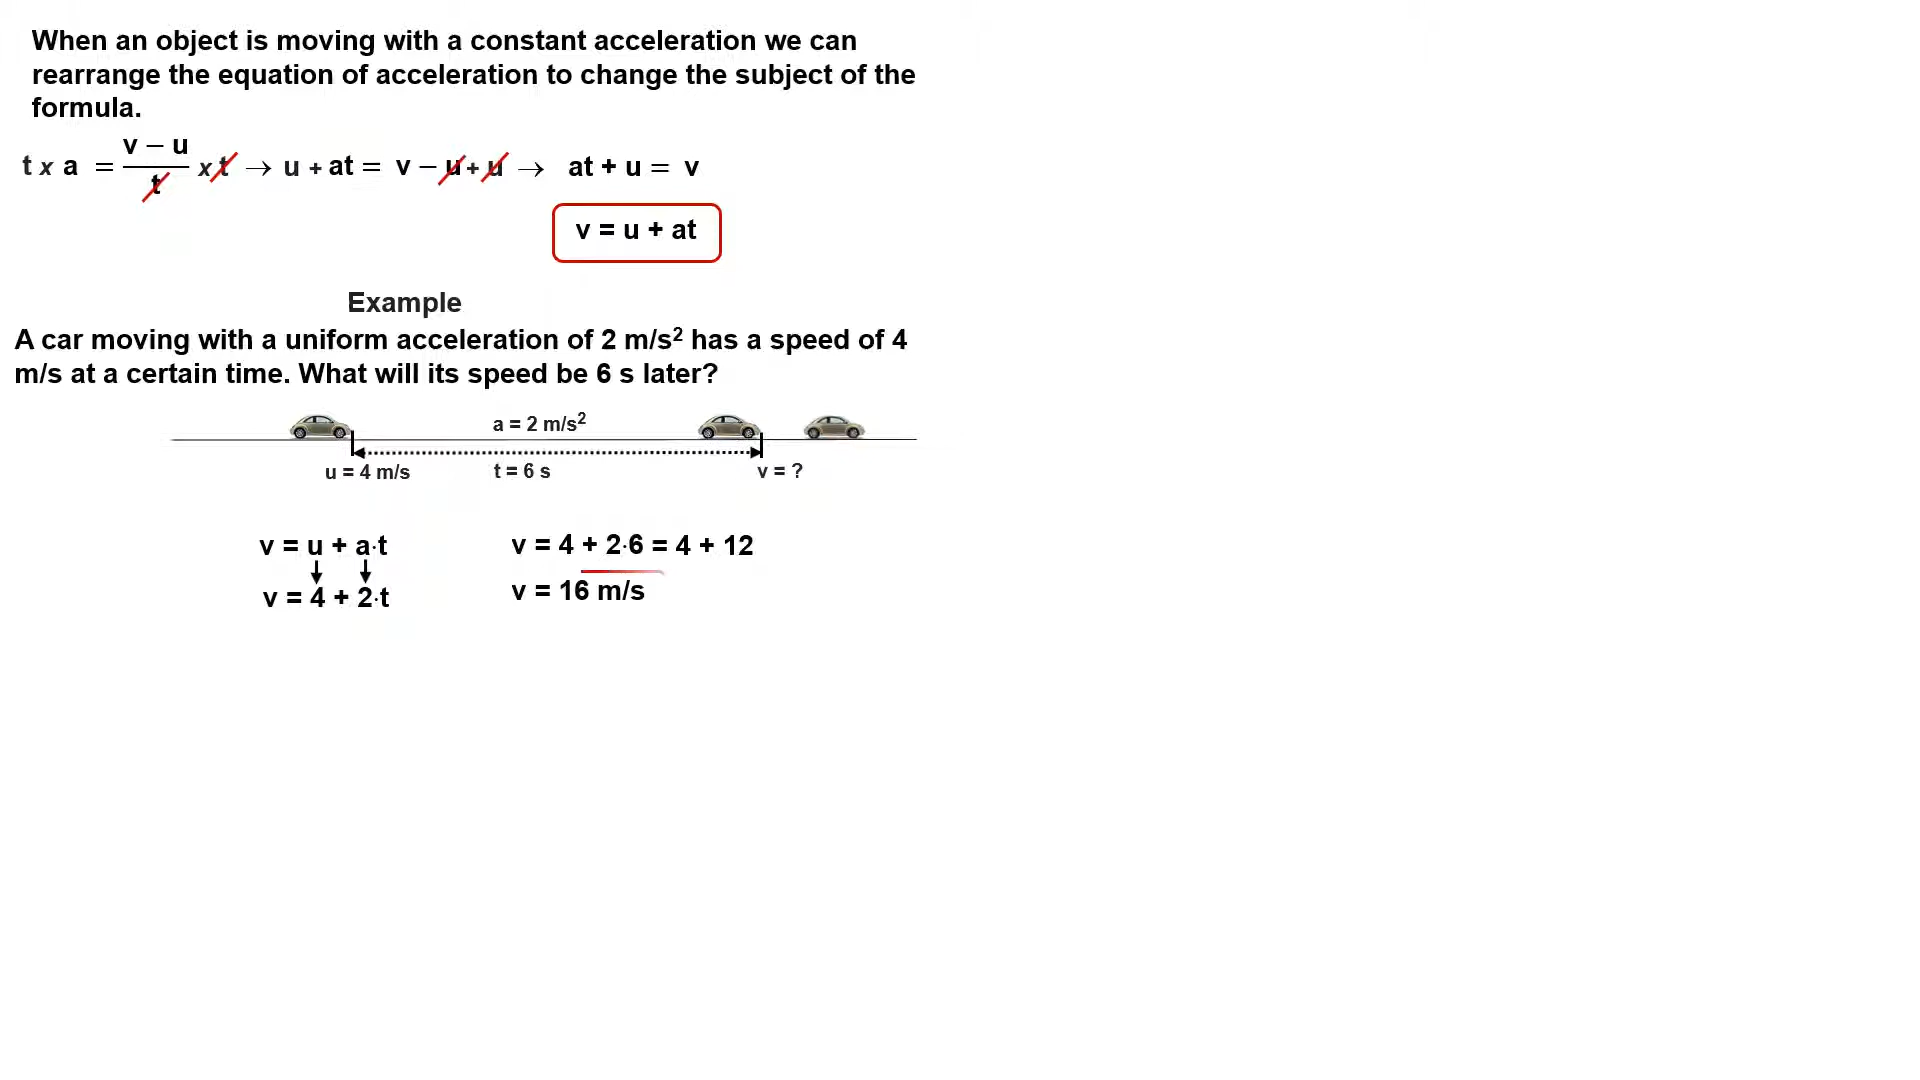 When an object is moving with a constant acceleration we can
rearrange the equation of acceleration to change the subject of the
formula.
t x a = (v – u)/t x t → u + at = v – u + u → at + u = v
v = u + at
Example
A car moving with a uniform acceleration of 2 m/s² has a speed of 4
m/s at a certain time. What will its speed be 6 s later?
a = 2 m/s²
u = 4 m/s t = 6 s v = ?
v = u + a·t v = 4 + 2·6 = 4 + 12
v = 4 + 2·t v = 16 m/s